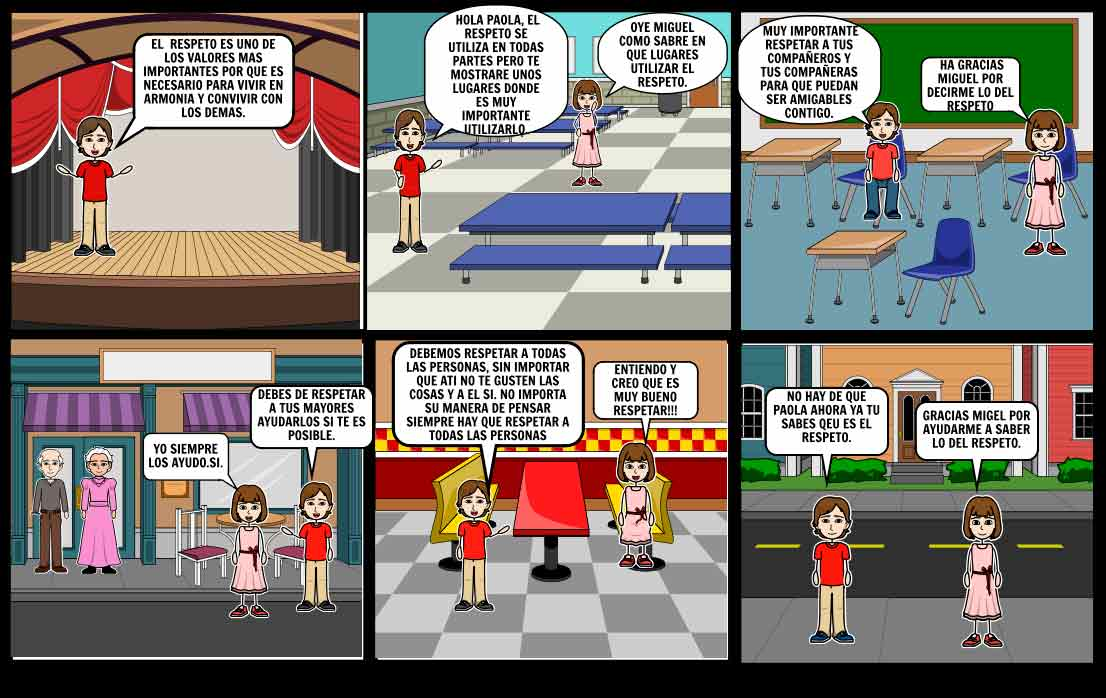 EL RESPETO ES UNO DE
LOS VALORES MAS
IMPORTANTES POR QUE ES
NECESARIO PARA VIVIR EN
ARMONIA Y CONVIVIR CON
LOS DEMAS.
HOLA PAOLA, EL
RESPETO SE
UTILIZA EN TODAS
PARTES PERO TE
MOSTRARE UNOS
LUGARES DONDE
ES MUY
IMPORTANTE
UTILIZARLO
OYE MIGUEL
COMO SABRE EN
QUE LUGARES
UTILIZAR EL
RESPETO.
MUY IMPORTANTE
RESPETAR A TUS
COMPAÑEROS Y
TUS COMPAÑERAS
PARA QUE PUEDAN
SER AMIGABLES
CONTIGO.
HA GRACIAS
MIGUEL POR
DECIRME LO DEL
RESPETO
YO SIEMPRE
LOS AYUDO.SI.
DEBES DE RESPETAR
A TUS MAYORES
AYUDARLOS SI TE ES
POSIBLE.
DEBEMOS RESPETAR A TODAS
LAS PERSONAS, SIN IMPORTAR
QUE ATI NO TE GUSTEN LAS
COSAS Y A EL SI. NO IMPORTA
SU MANERA DE PENSAR
SIEMPRE HAY QUE RESPETAR A
TODAS LAS PERSONAS
ENTIENDO Y
CREO QUE ES
MUY BUENO
RESPETAR!!!
NO HAY DE QUE
PAOLA AHORA YA TU
SABES QEU ES EL
RESPETO.
GRACIAS MIGEL POR
AYUDARME A SABER
LO DEL RESPETO.